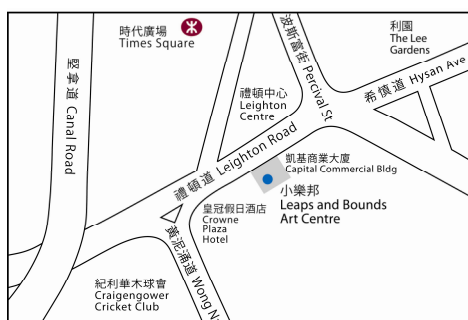 時代廣場
Times Square
利園
The Lee
Gardens
堅拿道 Canal Road
波斯富街 Percival St
希慎道 Hysan Ave
禮頓中心
Leighton
Centre
禮頓道 Leighton Road
凱基商業大廈
Capital Commercial Bldg
小樂邦
Leaps and Bounds
Art Centre
皇冠假日酒店
Crowne
Plaza
Hotel
黃泥涌道 Wong N
紀利華木球會
Craigengower
Cricket Club